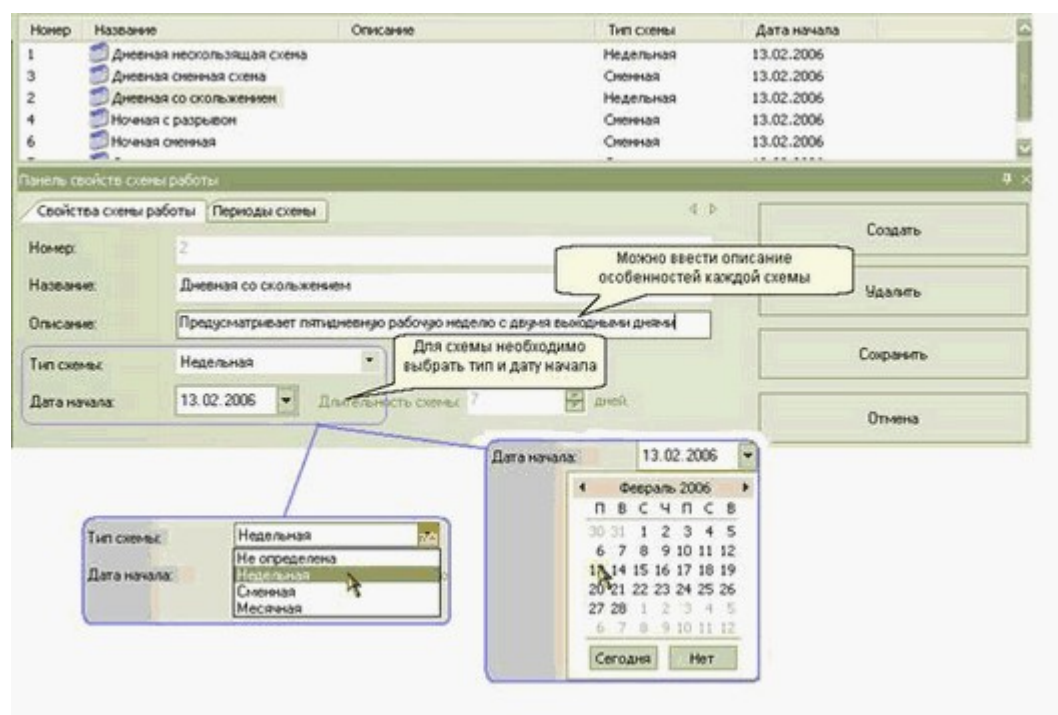 Номер Название Описание Тип схемы Дата начала
1 Дневная нескользящая схема Недельная 13.02.2006
3 Дневная сменная схема Сменная 13.02.2006
2 Дневная со скольжением Недельная 13.02.2006
4 Ночная с разрывом Сменная 13.02.2006
6 Ночная сменная Сменная 13.02.2006
Панель свойств схемы работы
Свойства схемы работы Периоды схемы
Создать
Номер: 2
Можно ввести описание
особенностей каждой схемы
Название: Дневная со скольжением
Удалить
Описание: Предусматривает пятидневную рабочую неделю с двумя выходными днями
Для схемы необходимо
выбрать тип и дату начала
Тип схемы: Недельная
Сохранить
Дата начала: 13.02.2006 Длительность схемы: 7 дней.
Отмена
Дата начала: 13.02.2006
Февраль 2006
П В С Ч П С В
30 31 1 2 3 4 5
6 7 8 9 10 11 12
13 14 15 16 17 18 19
20 21 22 23 24 25 26
27 28 1 2 3 4 5
6 7 8 9 10 11 12
Сегодня Нет
Тип схемы: Недельная
Не определена
Дата начала: Недельная
Сменная
Месячная